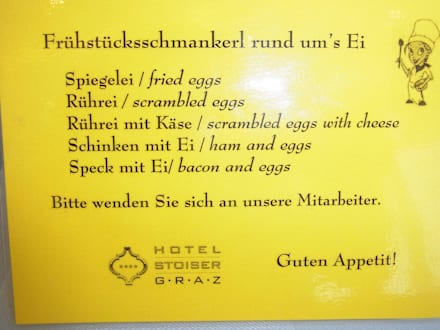 Frühstücksschmankerl rund um's Ei
Spiegelei / fried eggs
Rührei / scrambled eggs
Rührei mit Käse / scrambled eggs with cheese
Schinken mit Ei / ham and eggs
Speck mit Ei/ bacon and eggs
Bitte wenden Sie sich an unsere Mitarbeiter.
HOTEL
STOISER
G·R·A·Z
Guten Appetit!